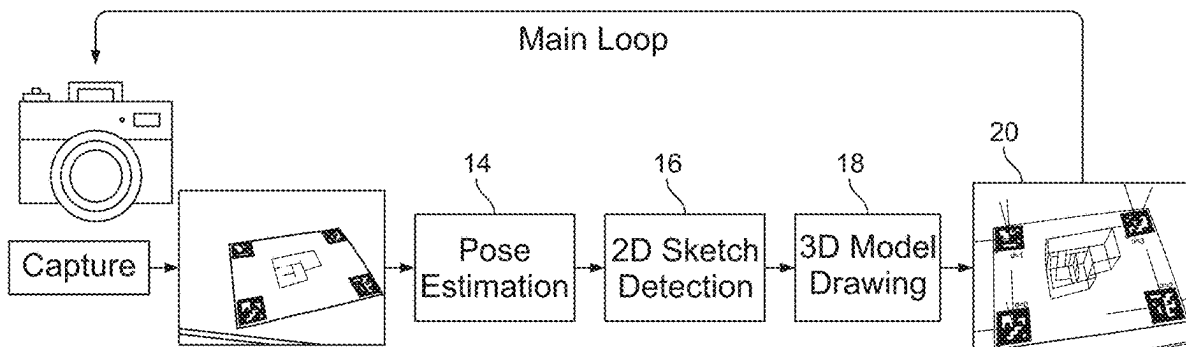 Main Loop
14
16
18
20
Capture
Pose
Estimation
2D Sketch
Detection
3D Model
Drawing